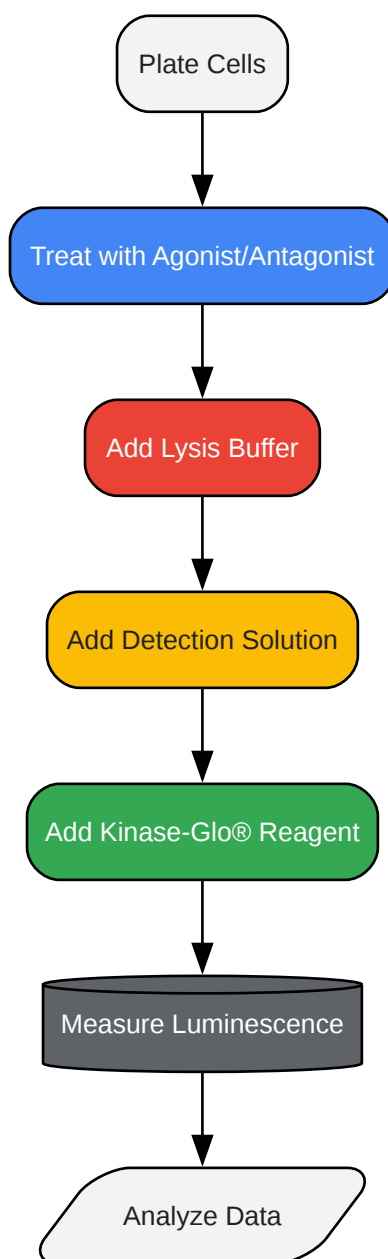 Plate Cells
Treat with Agonist/Antagonist
Add Lysis Buffer
Add Detection Solution
Add Kinase-Glo® Reagent
Measure Luminescence
Analyze Data